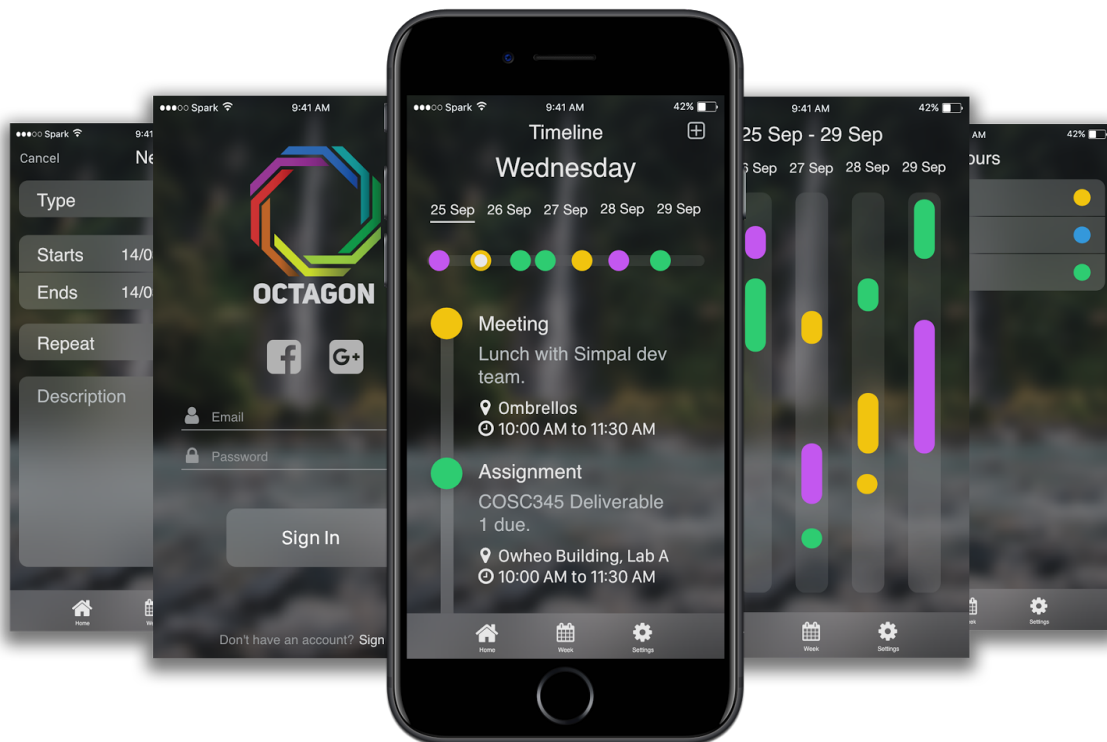 Spark
9:41
Cancel
Ne
Type
Starts 14/0
Ends 14/0
Repeat
Description
Home
We
Spark 9:41 AM
OCTAGON
f G+
Email
Password
Sign In
Don't have an account? Sign
Spark 9:41 AM 42%
Timeline
Wednesday
25 Sep 26 Sep 27 Sep 28 Sep 29 Sep
Meeting
Lunch with Simpal dev
team.
Ombrellos
10:00 AM to 11:30 AM
Assignment
COSC345 Deliverable
1 due.
Owheo Building, Lab A
10:00 AM to 11:30 AM
Home Week Settings
9:41 AM 42%
25 Sep - 29 Sep
6 Sep 27 Sep 28 Sep 29 Sep
Week Settings
AM 42%
ours
ek Settings